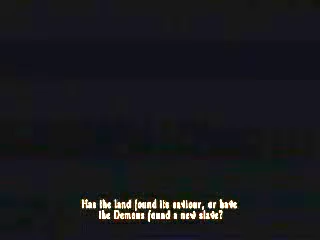 Has the land found its saviour, or have
the Demons found a new slave?